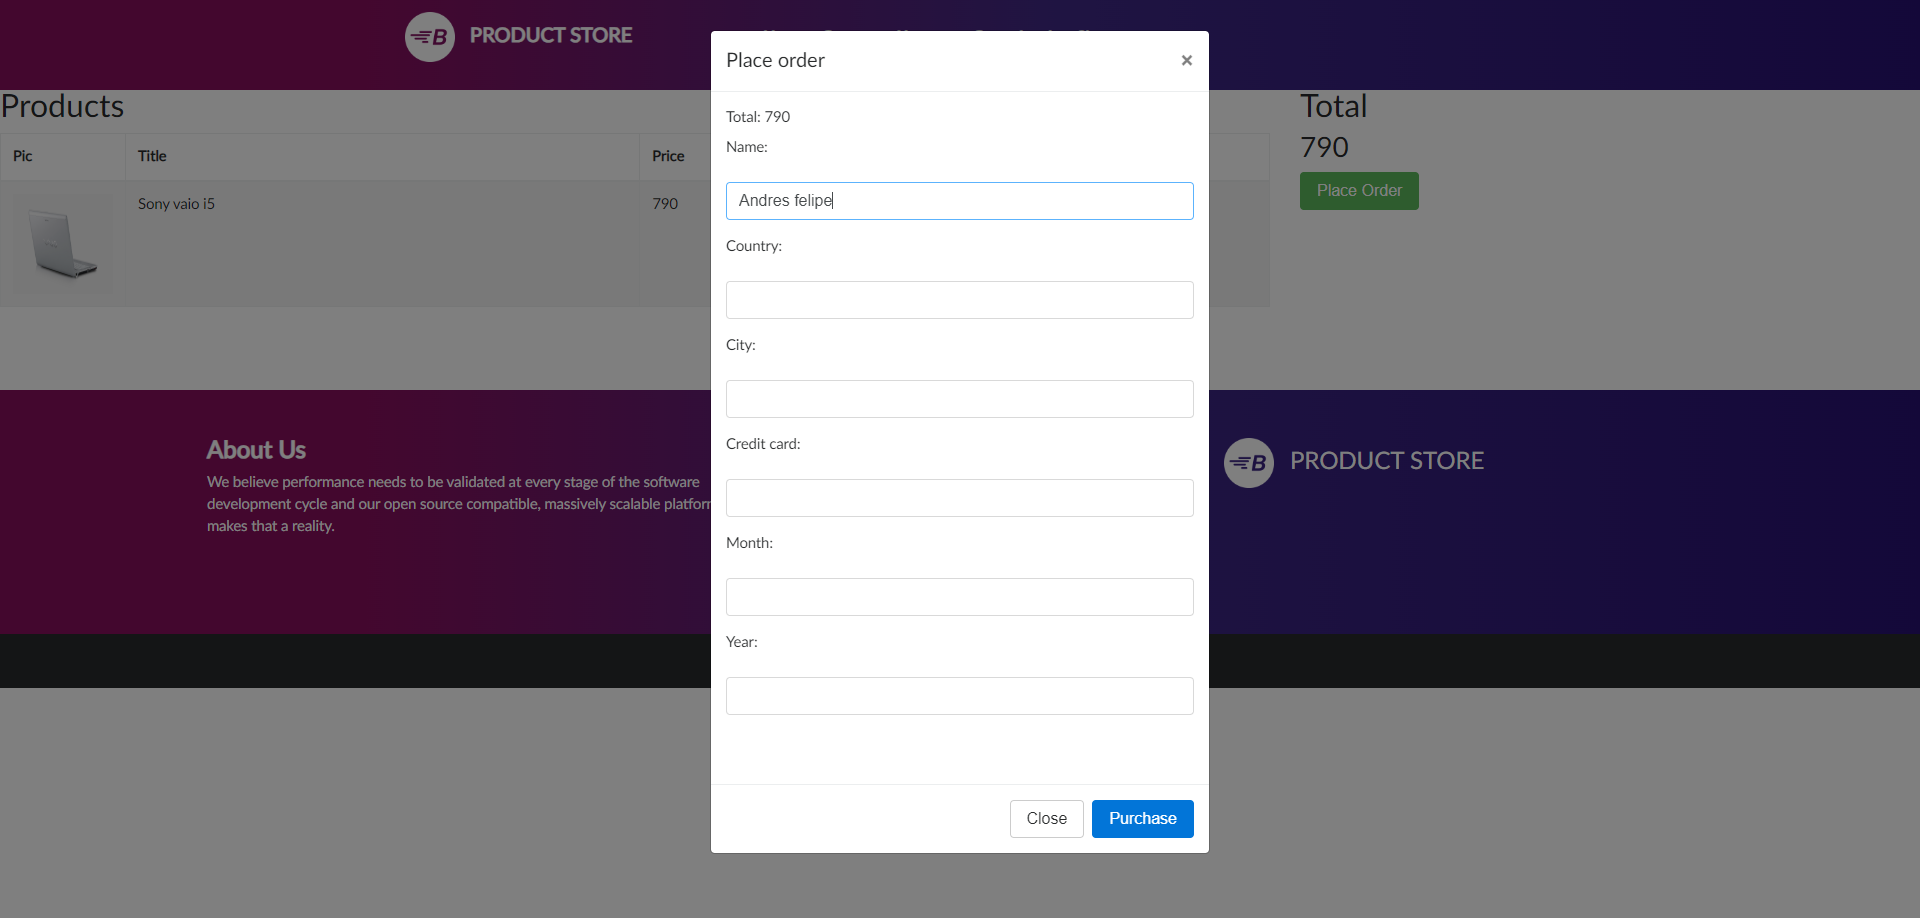 PRODUCT STORE
Place order
×
Products
Total
Total: 790
790
Name:
Pic Title Price
Place Order
Sony vaio i5 790
Andres felipe
Country:
City:
Credit card:
About Us
PRODUCT STORE
We believe performance needs to be validated at every stage of the software
development cycle and our open source compatible, massively scalable platform
makes that a reality.
Month:
Year:
Close Purchase